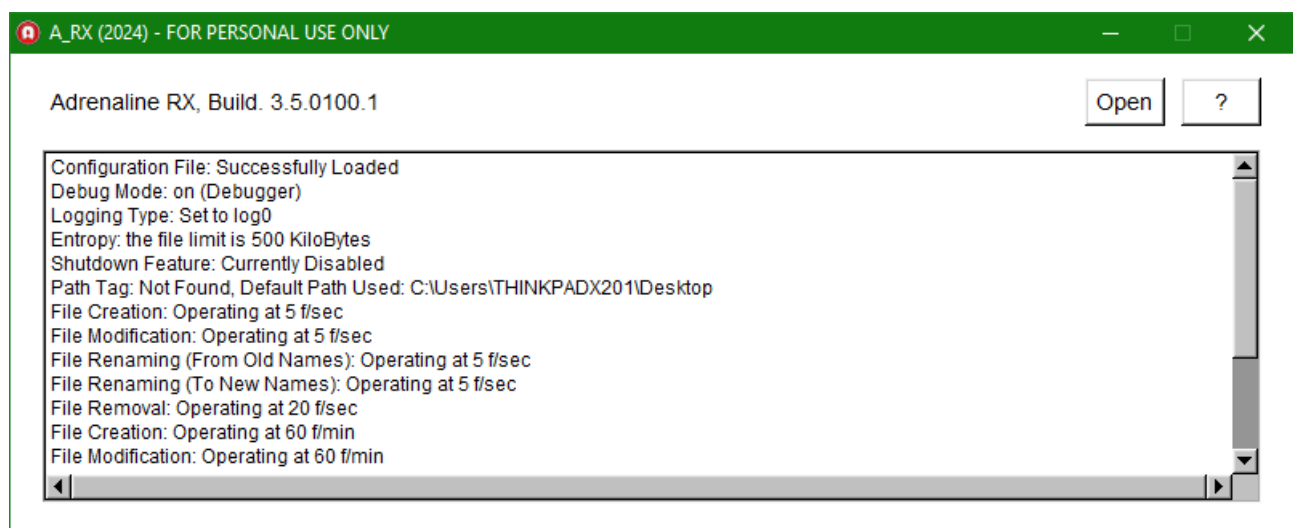 A_RX (2024) - FOR PERSONAL USE ONLY
Adrenaline RX, Build. 3.5.0100.1
Open
?
Configuration File: Successfully Loaded
Debug Mode: on (Debugger)
Logging Type: Set to log0
Entropy: the file limit is 500 KiloBytes
Shutdown Feature: Currently Disabled
Path Tag: Not Found, Default Path Used: C:\Users\THINKPADX201\Desktop
File Creation: Operating at 5 f/sec
File Modification: Operating at 5 f/sec
File Renaming (From Old Names): Operating at 5 f/sec
File Renaming (To New Names): Operating at 5 f/sec
File Removal: Operating at 20 f/sec
File Creation: Operating at 60 f/min
File Modification: Operating at 60 f/min